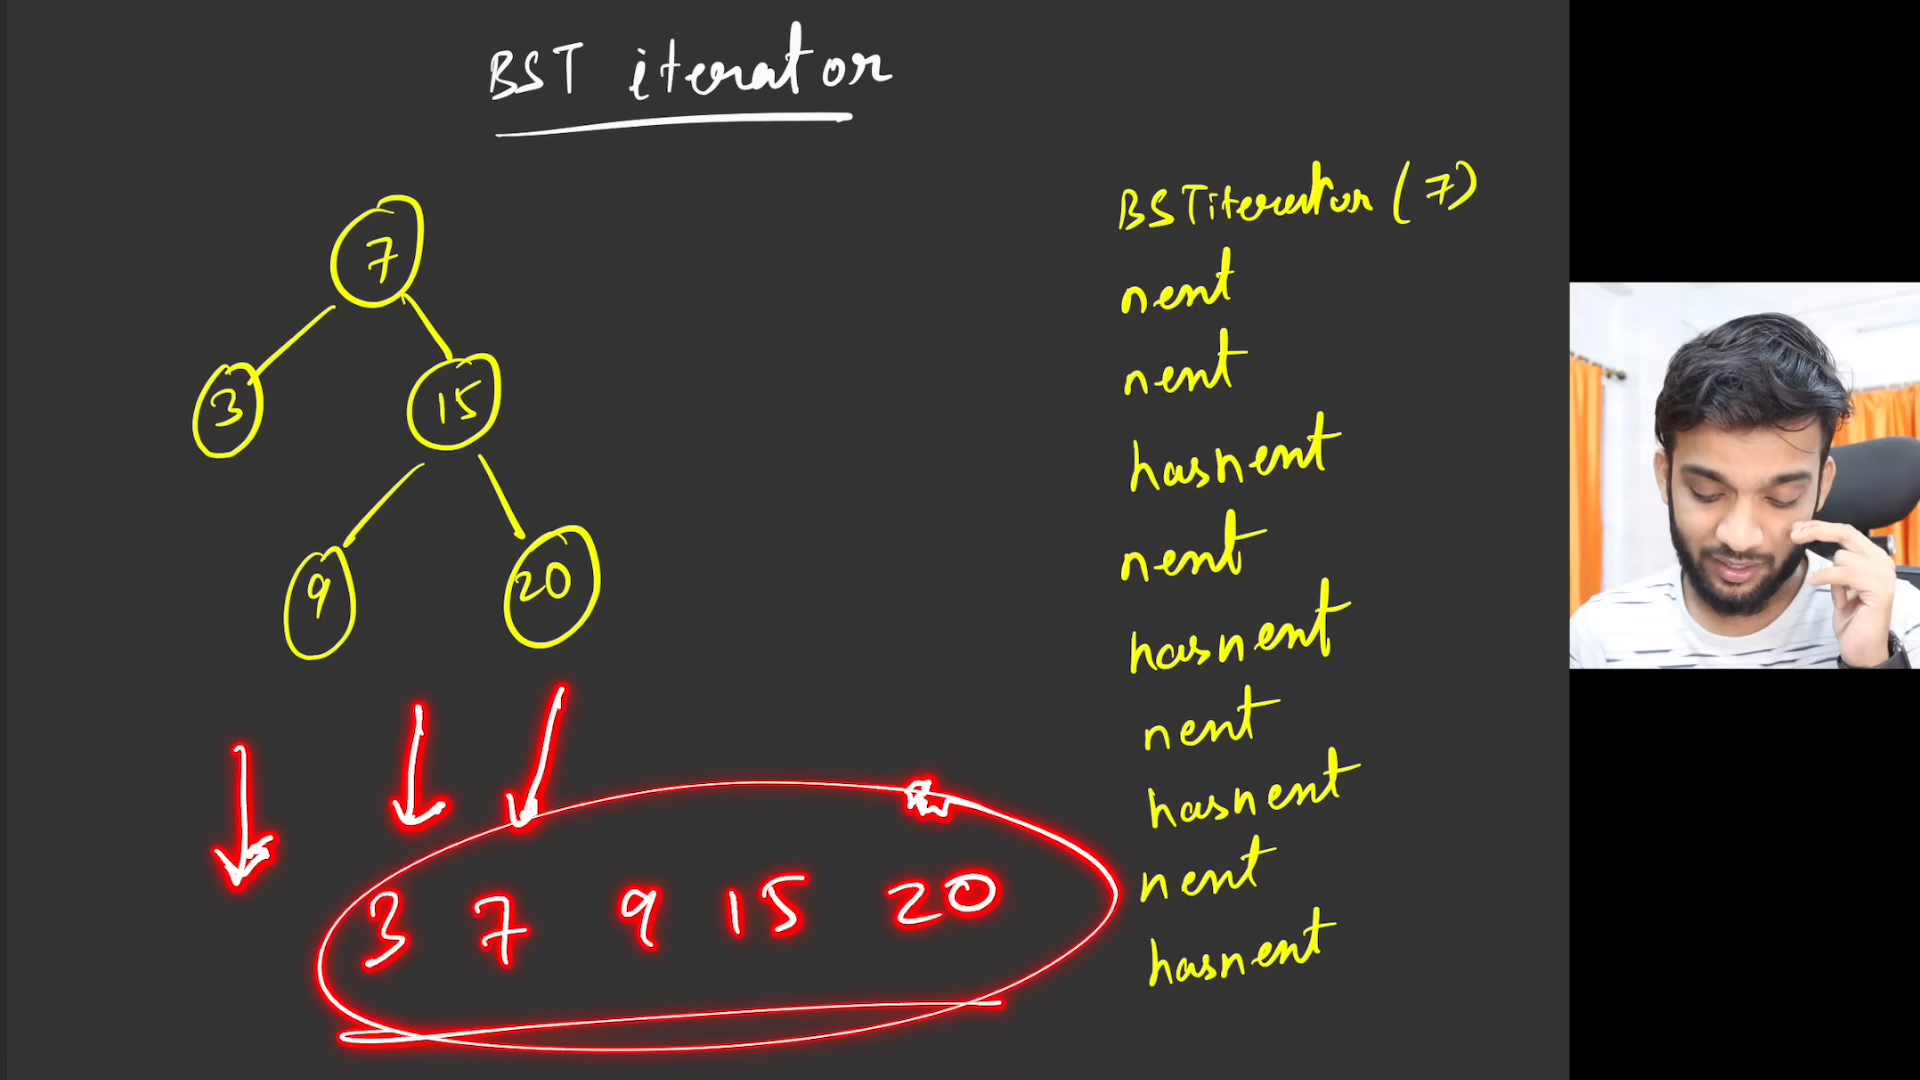 BST iterator
7
3
15
9
20
3 7 9 15 20
BSTiterator (7)
next
next
hasnext
next
hasnext
next
hasnext
next
hasnext